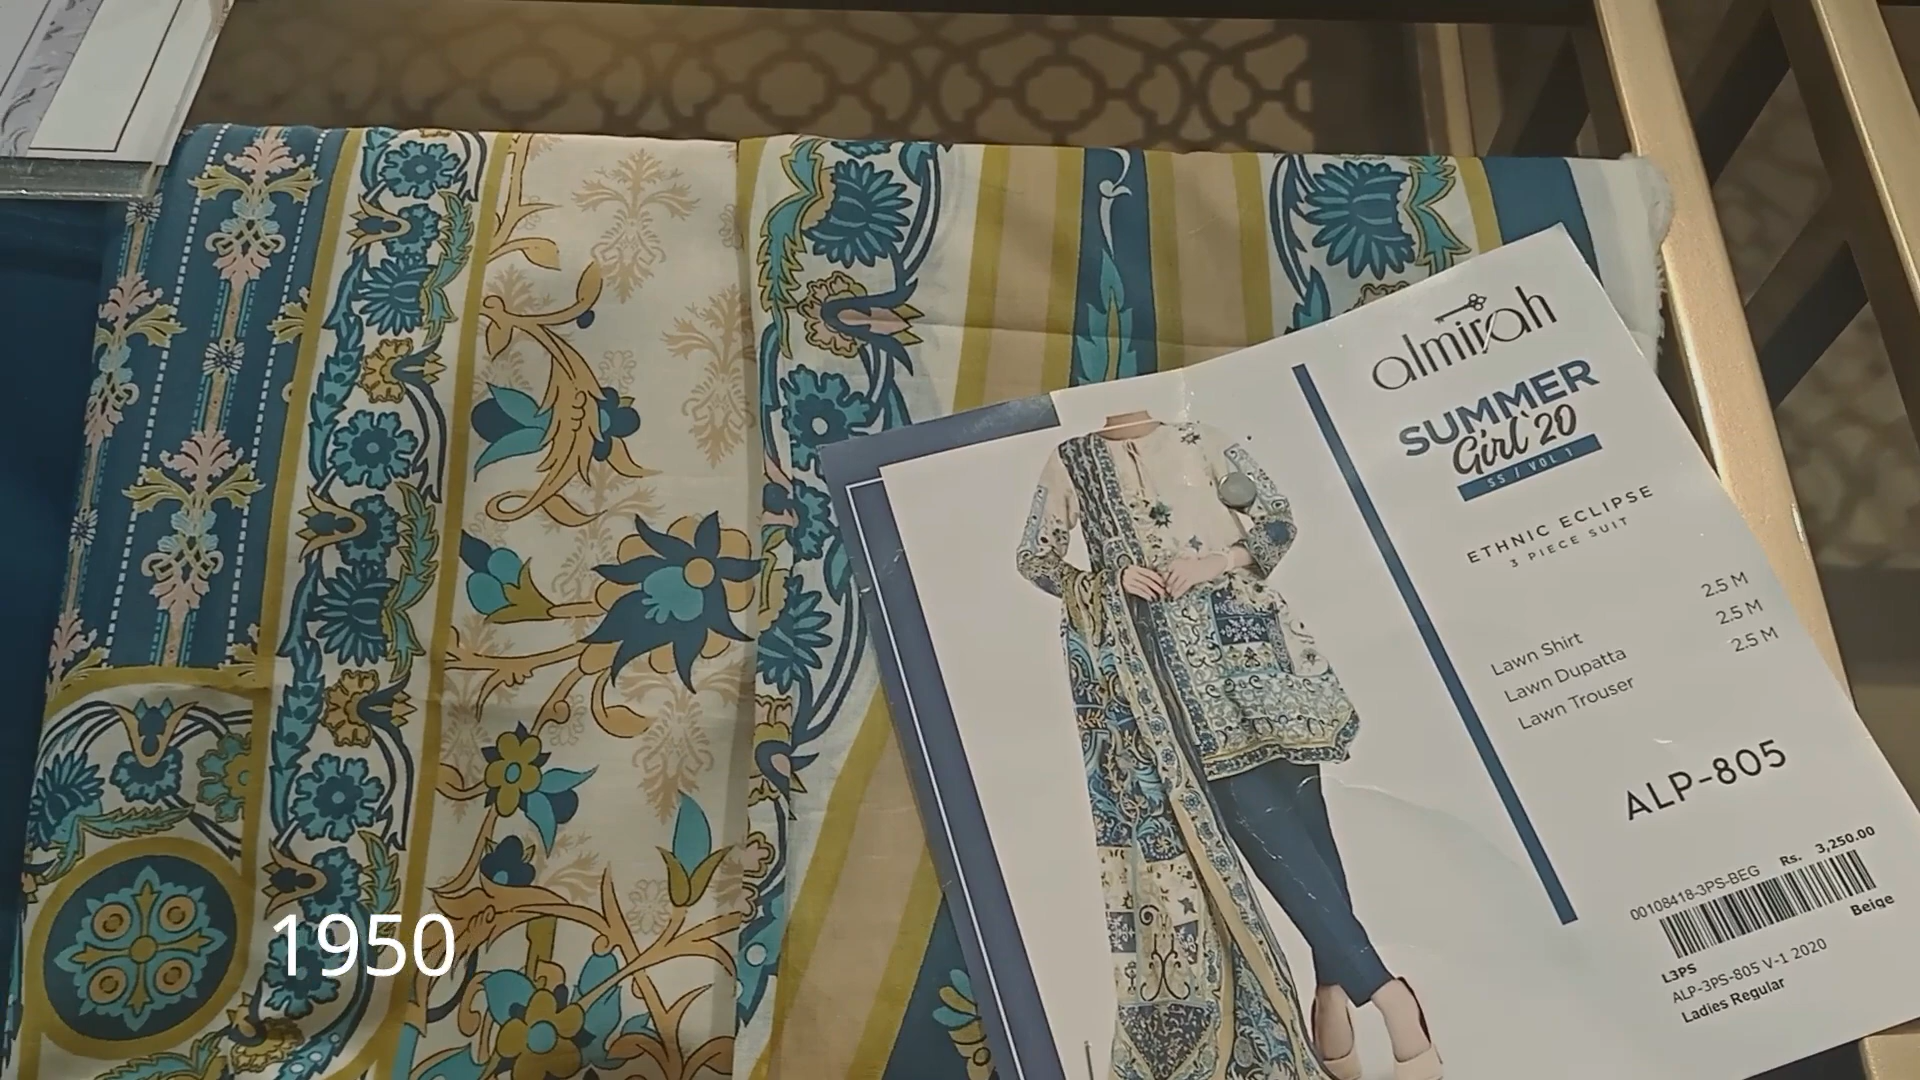 almirah
SUMMER
Girl'20
SS / VOL 1
ETHNIC ECLIPSE
3 PIECE SUIT
Lawn Shirt 2.5 M
Lawn Dupatta 2.5 M
Lawn Trouser 2.5 M
ALP-805
00108418-3PS-BEG Rs. 3,250.00
L3PS Beige
ALP-3PS-805 V-1 2020
Ladies Regular
1950